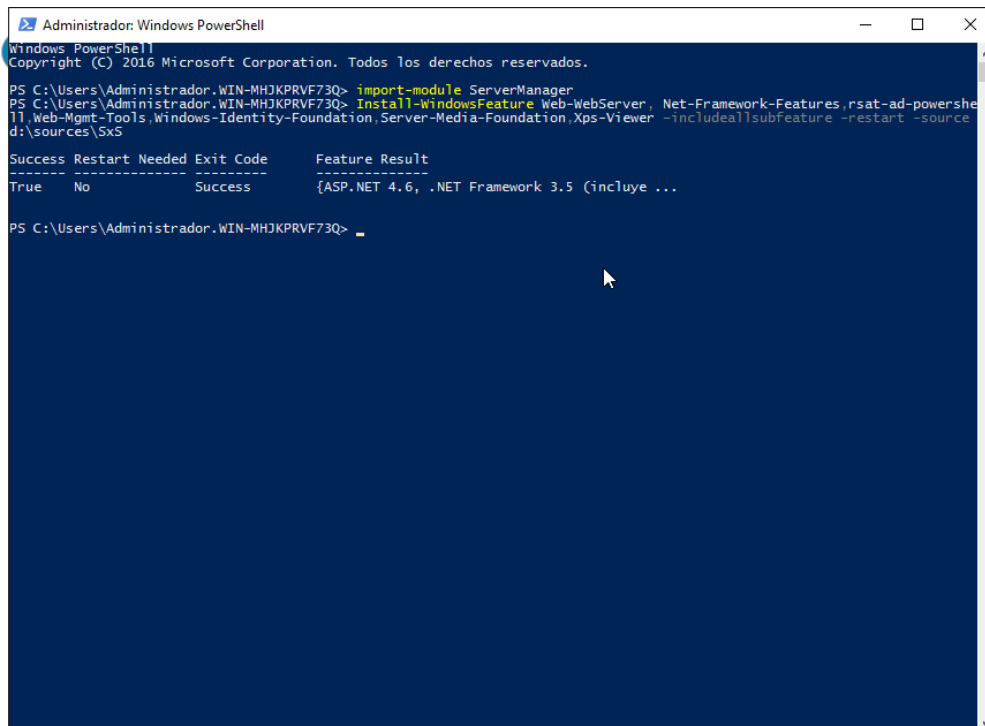 Administrador: Windows PowerShell
Windows PowerShell
Copyright (C) 2016 Microsoft Corporation. Todos los derechos reservados.
PS C:\Users\Administrador.WIN-MHJKPRVF73Q> import-module ServerManager
PS C:\Users\Administrador.WIN-MHJKPRVF73Q> Install-WindowsFeature Web-WebServer, Net-Framework-Features,rsat-ad-powershe
ll,Web-Mgmt-Tools,Windows-Identity-Foundation,Server-Media-Foundation,Xps-Viewer -includeallsubfeature -restart -source
d:\sources\SxS
Success Restart Needed Exit Code      Feature Result
------- -------------- ---------      --------------
True    No             Success        {ASP.NET 4.6, .NET Framework 3.5 (incluye ...
PS C:\Users\Administrador.WIN-MHJKPRVF73Q> _